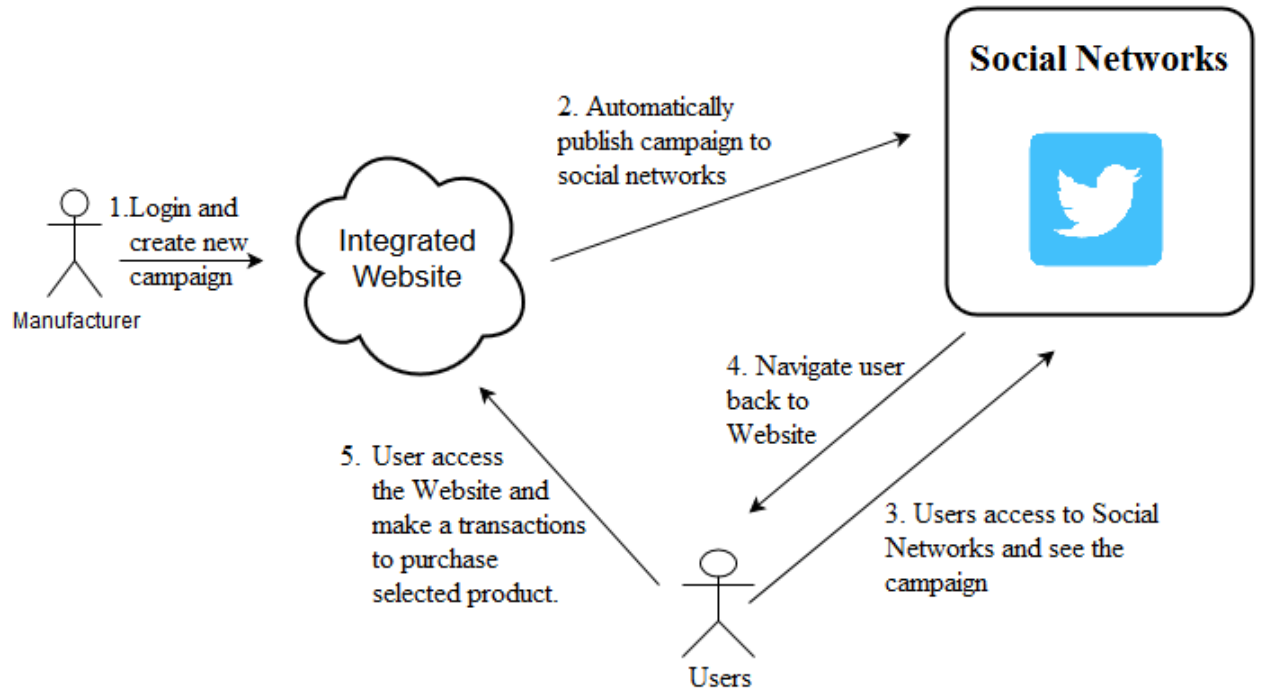 Social Networks
2. Automatically
publish campaign to
social networks
1.Login and
create new
campaign
Manufacturer
Integrated
Website
4. Navigate user
back to
Website
5. User access
the Website and
make a transactions
to purchase
selected product.
3. Users access to Social
Networks and see the
campaign
Users